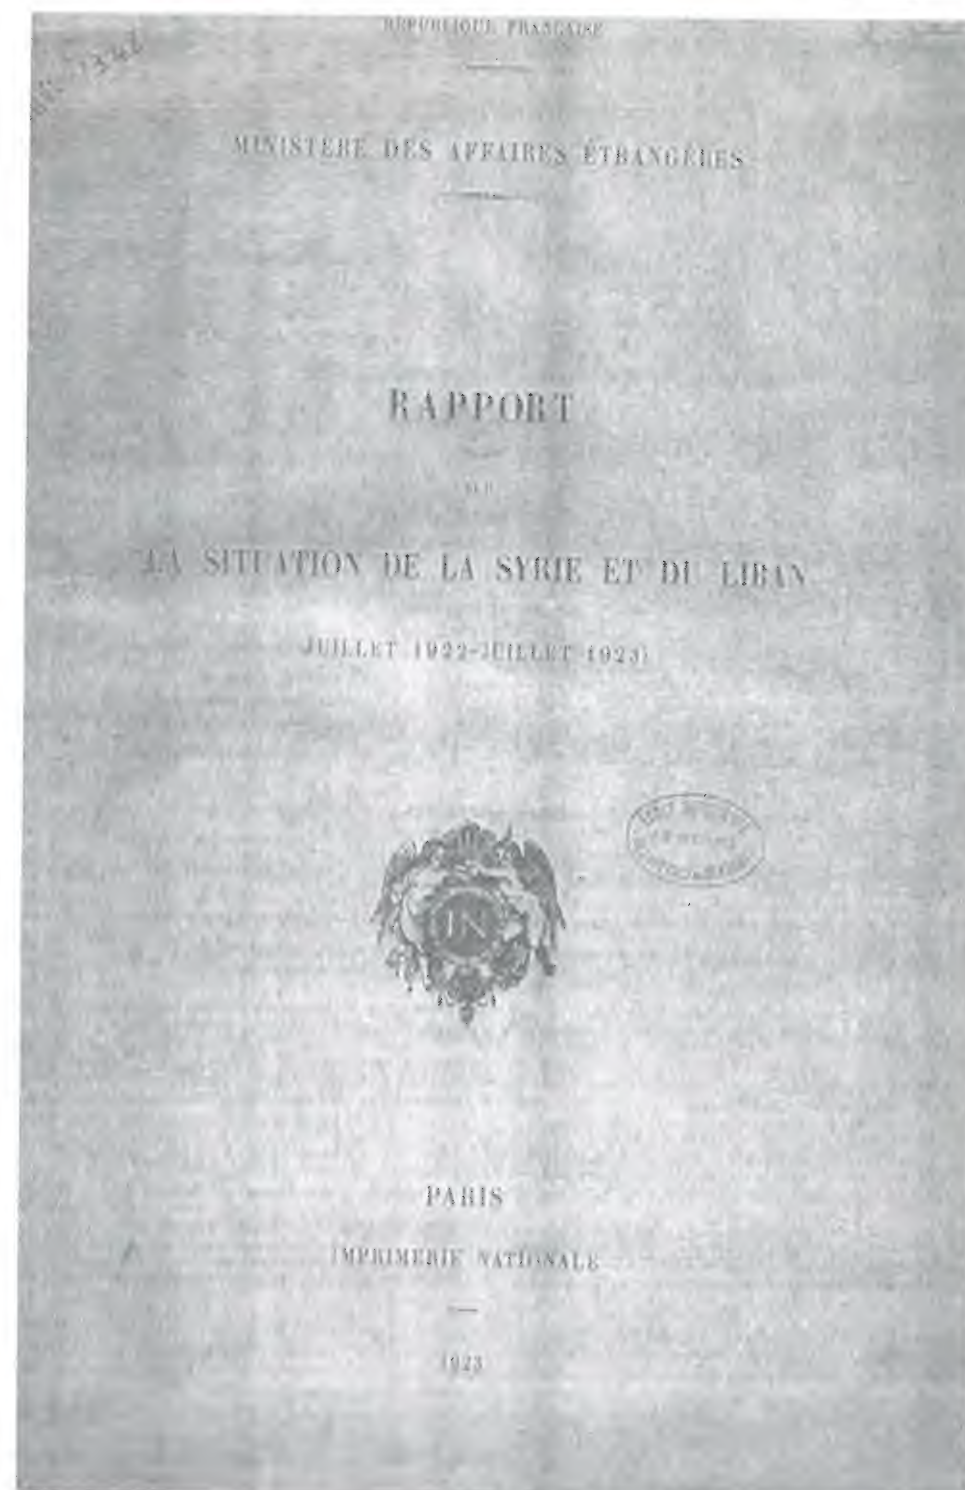 RÉPUBLIQUE FRANÇAISE
MINISTÈRE DES AFFAIRES ÉTRANGÈRES
RAPPORT
SUR
LA SITUATION DE LA SYRIE ET DU LIBAN
(JUILLET 1922-JUILLET 1923)
IN
PARIS
IMPRIMERIE NATIONALE
1923